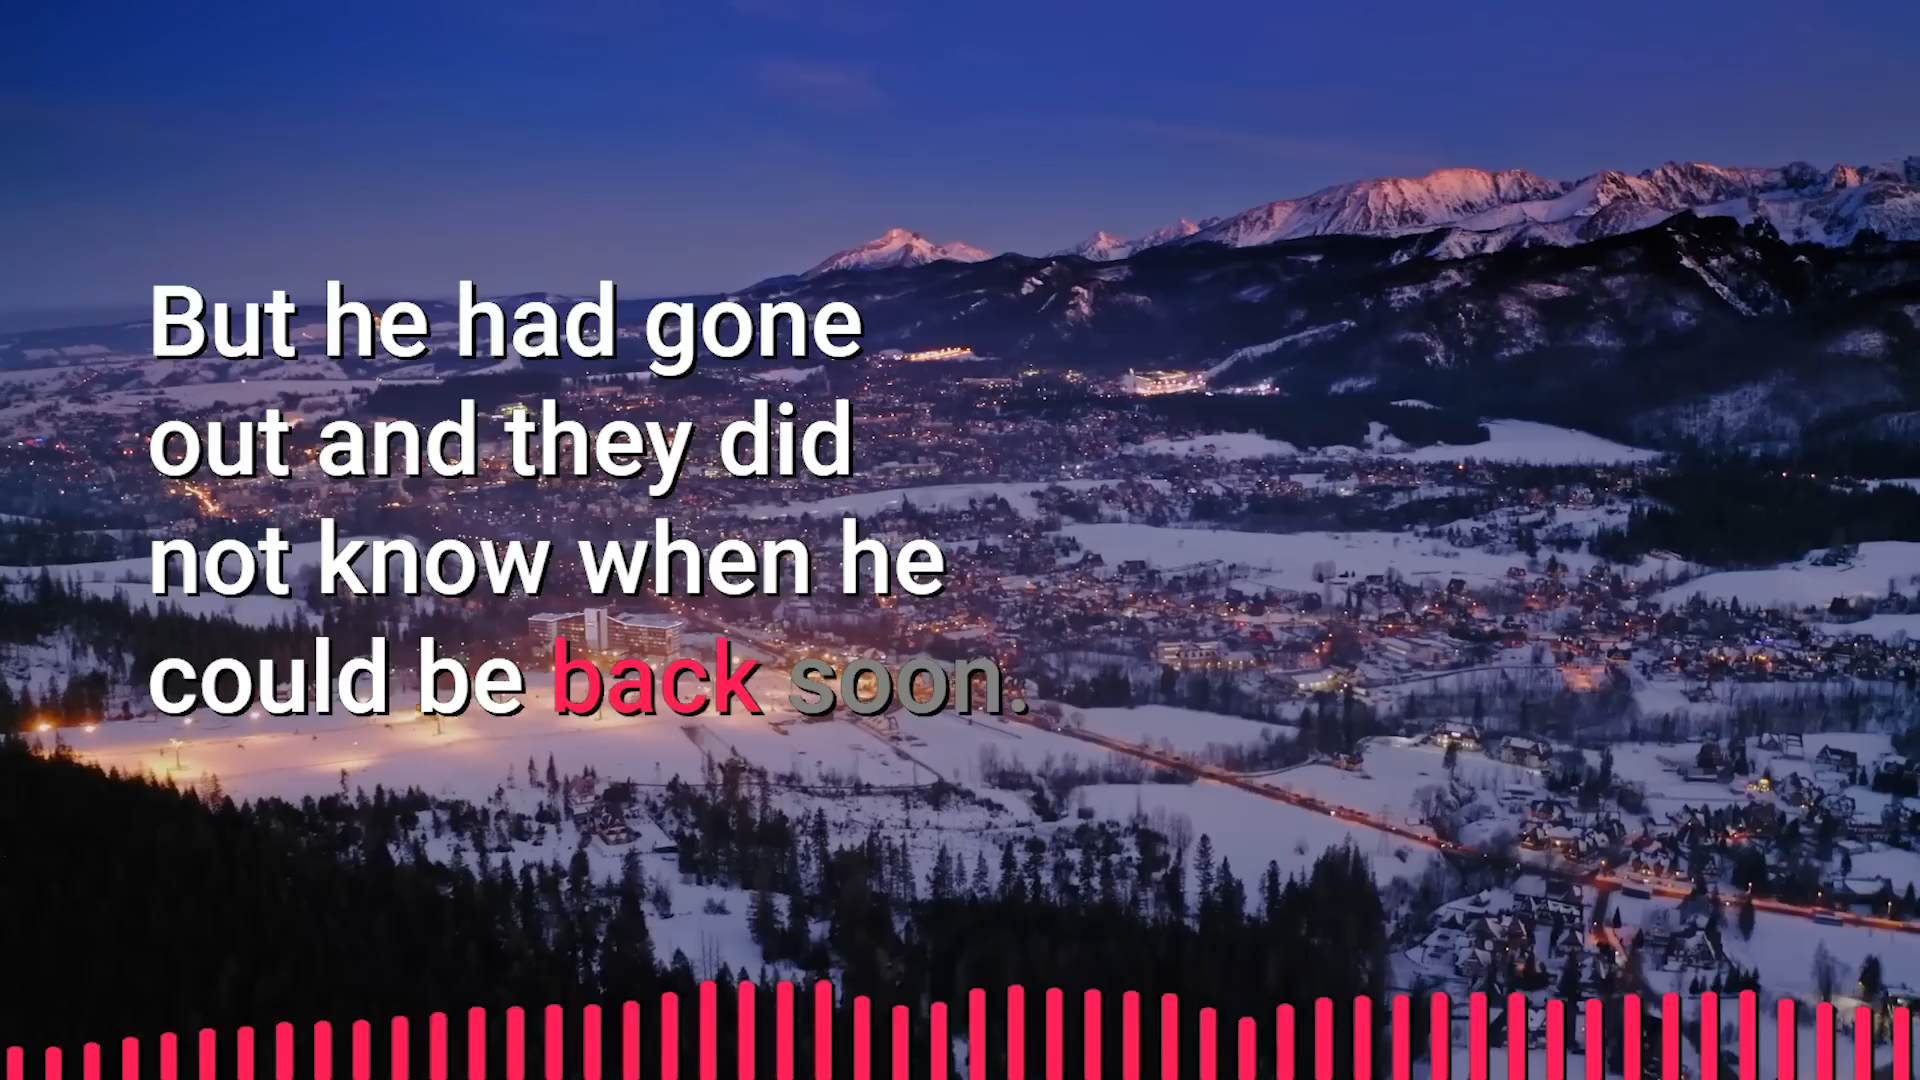 But he had gone
out and they did
not know when he
could be back soon.